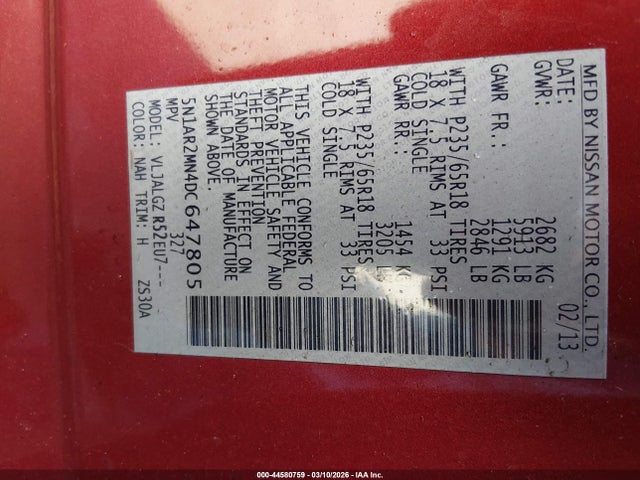 MFD BY NISSAN MOTOR CO., LTD.
DATE: 02/13
GVWR: 2682 KG
5913 LB
GAWR FR.: 1291 KG
2846 LB
WITH P235/65R18 TIRES
18 X 7.5 RIMS AT 33 PSI
COLD SINGLE
GAWR RR.: 1454 KG
3205 LB
WITH P235/65R18 TIRES
18 X 7.5 RIMS AT 33 PSI
COLD SINGLE
THIS VEHICLE CONFORMS TO
ALL APPLICABLE FEDERAL
MOTOR VEHICLE SAFETY AND
THEFT PREVENTION
STANDARDS IN EFFECT ON
THE DATE OF MANUFACTURE
SHOWN ABOVE.
5N1AR2MN4DC647805
MPV 327
MODEL: VLJALGZ R52EU7---
COLOR: NAH TRIM: H ZS30A
000-44580759 - 03/10/2026 - IAA Inc.